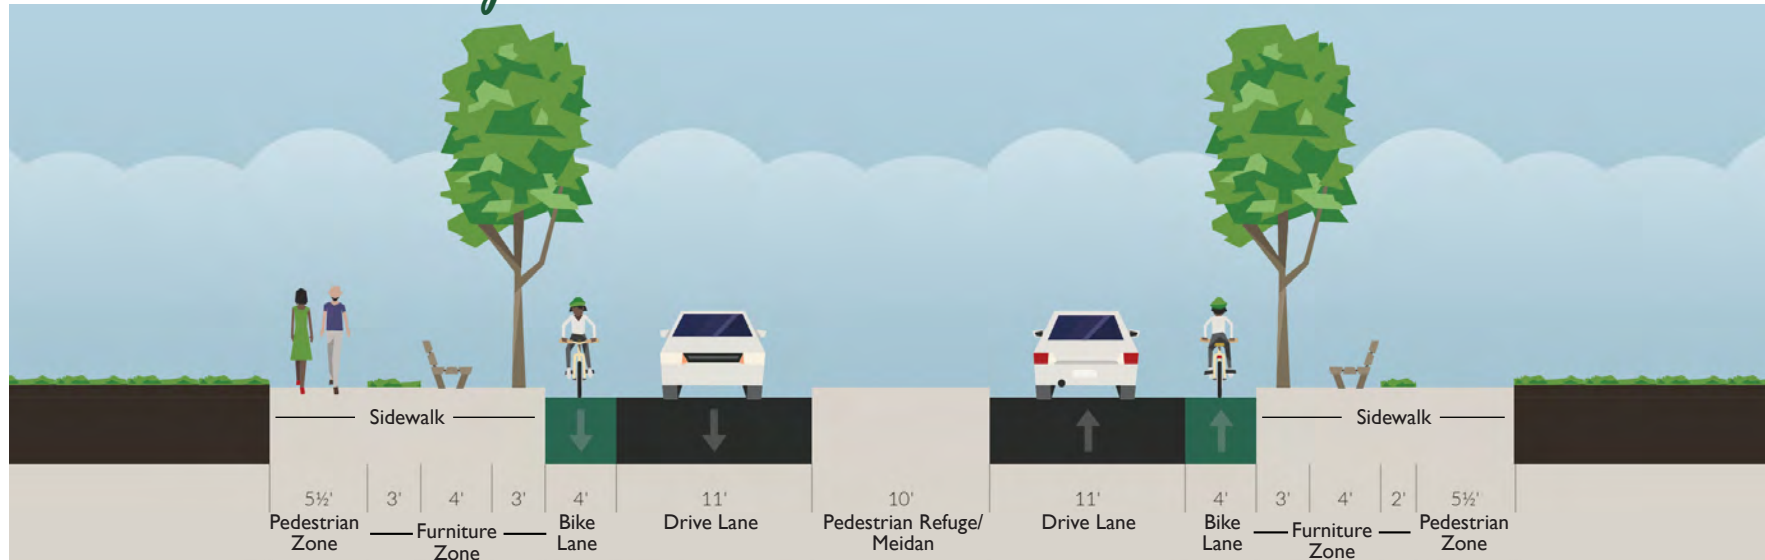 Sidewalk
Sidewalk
5½' 3' 4' 3' 4' 11' 10' 11' 4' 3' 4' 2' 5½'
Pedestrian Zone
Furniture Zone
Bike Lane
Drive Lane
Pedestrian Refuge/
Meidan
Drive Lane
Bike Lane
Furniture Zone
Pedestrian Zone